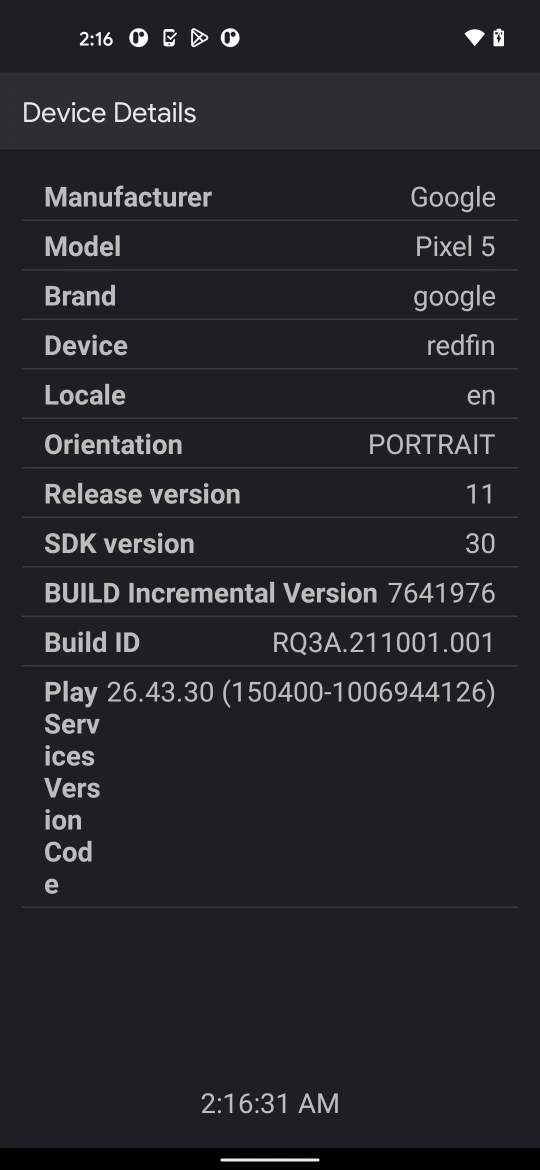 2:16
Device Details
Manufacturer Google
Model Pixel 5
Brand google
Device redfin
Locale en
Orientation PORTRAIT
Release version 11
SDK version 30
BUILD Incremental Version 7641976
Build ID RQ3A.211001.001
Play 26.43.30 (150400-1006944126)
Serv
ices
Vers
ion
Cod
e
2:16:31 AM